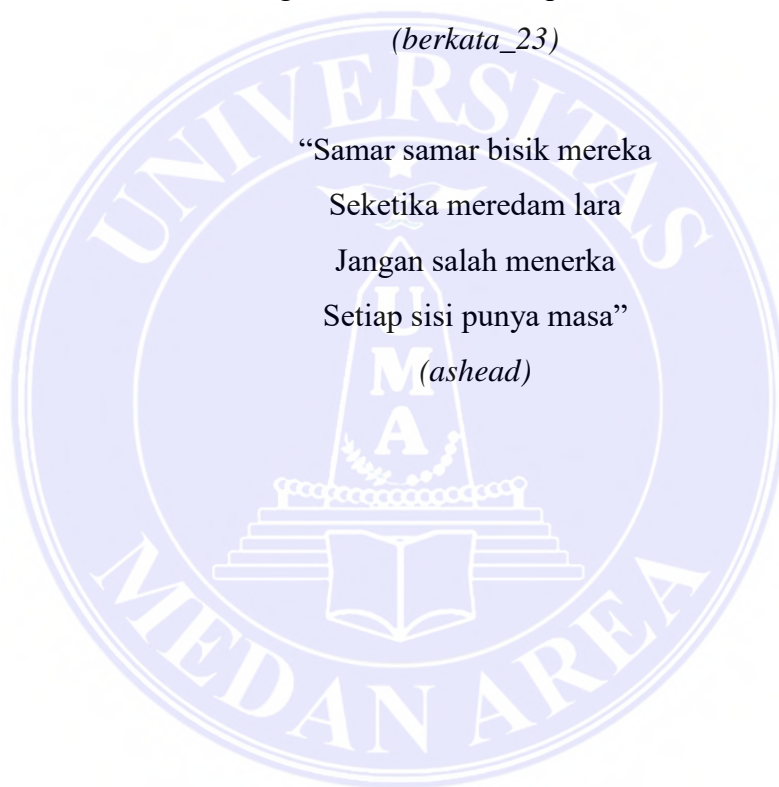 (berkata_23)
“Samar samar bisik mereka
Seketika meredam lara
Jangan salah menerka
Setiap sisi punya masa”
(ashead)
UNIVERSITAS
U
M
A
MEDAN AREA